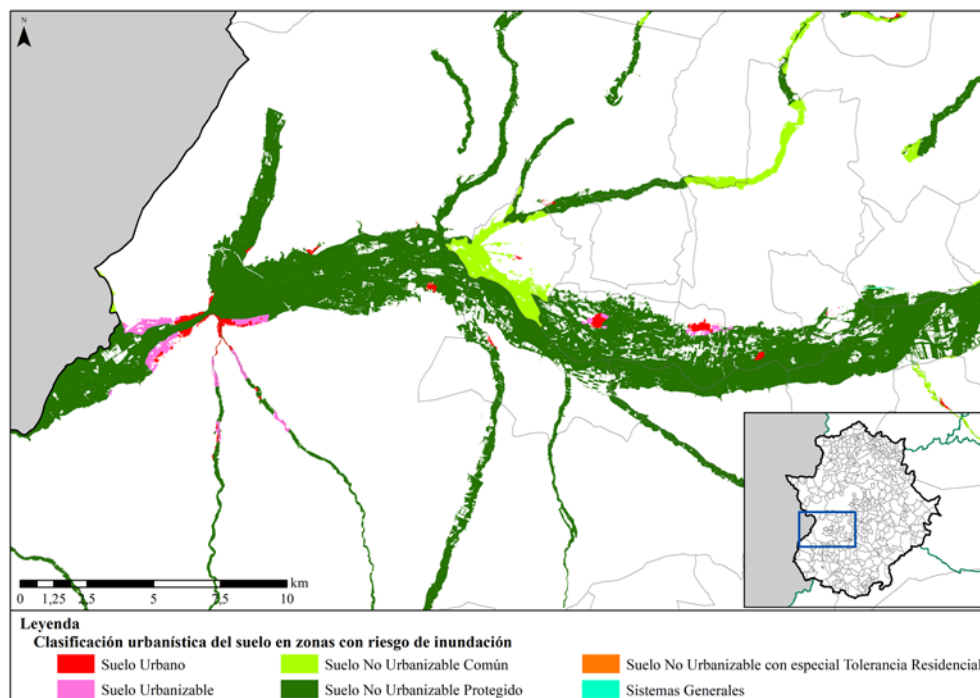 N
km
0 1,25 2,5 5 7,5 10
Leyenda
Clasificación urbanística del suelo en zonas con riesgo de inundación
Suelo Urbano
Suelo No Urbanizable Común
Suelo No Urbanizable con especial Tolerancia Residencial
Suelo Urbanizable
Suelo No Urbanizable Protegido
Sistemas Generales